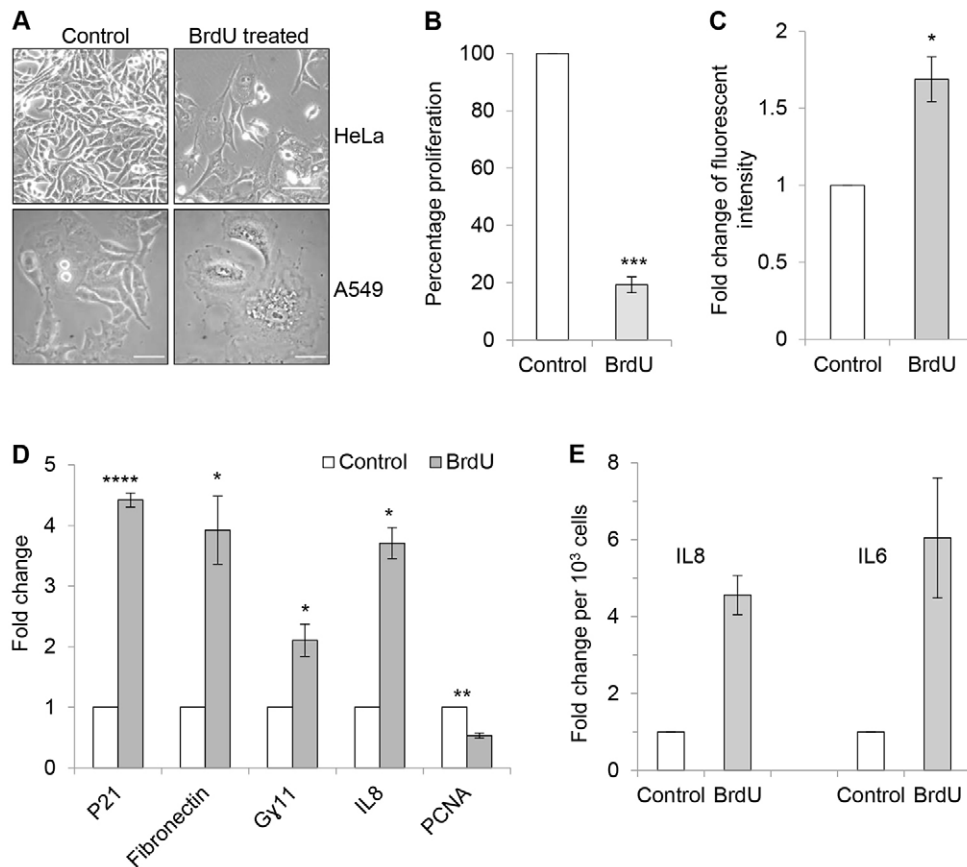 A
Control
BrdU treated
HeLa
A549
B
Percentage proliferation
100
80
60
40
20
0
***
Control
BrdU
C
Fold change of fluorescent
intensity
2
1.5
1
0.5
0
*
Control
BrdU
D
Control
BrdU
Fold change
5
4
3
2
1
0
****
*
*
*
**
P21
Fibronectin
Gγ11
IL8
PCNA
E
Fold change per 10³ cells
8
6
4
2
0
IL8
IL6
Control BrdU
Control BrdU